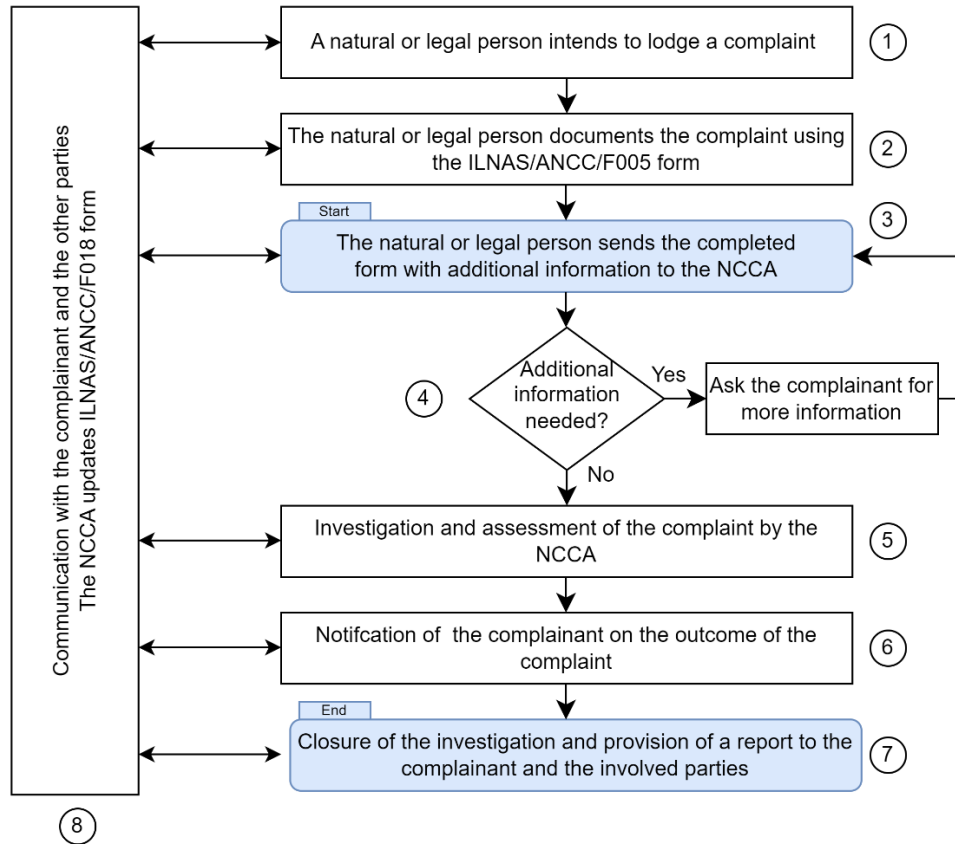 A natural or legal person intends to lodge a complaint
1
The natural or legal person documents the complaint using
the ILNAS/ANCC/F005 form
2
Start
3
The natural or legal person sends the completed
form with additional information to the NCCA
4
Additional
information
needed?
Yes
Ask the complainant for
more information
No
Investigation and assessment of the complaint by the
NCCA
5
Notifcation of  the complainant on the outcome of the
complaint
6
End
Closure of the investigation and provision of a report to the
complainant and the involved parties
7
Communication with the complainant and the other parties
The NCCA updates ILNAS/ANCC/F018 form
8